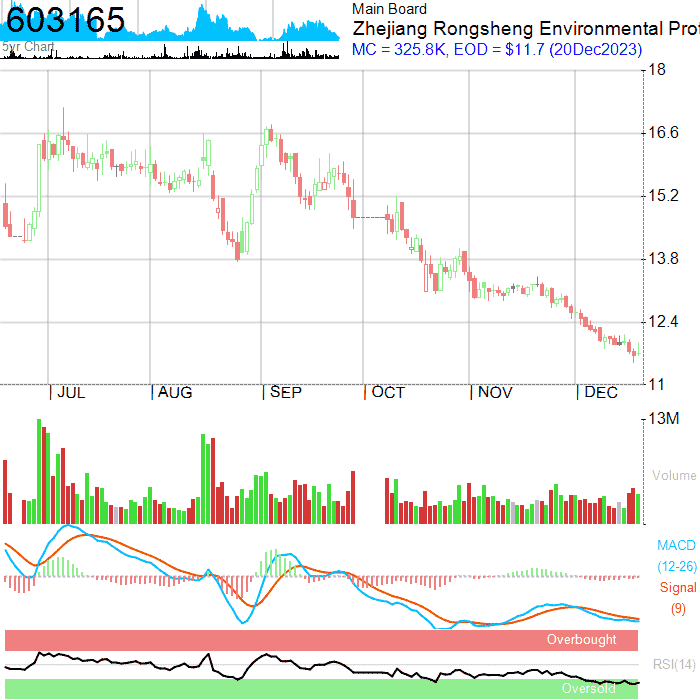 603165
5yr Chart
Main Board
Zhejiang Rongsheng Environmental Prot
MC = 325.8K, EOD = $11.7 (20Dec2023)
18
16.6
15.2
13.8
12.4
11
JUL AUG SEP OCT NOV DEC
13M
Volume
MACD
(12-26)
Signal
(9)
Overbought
RSI(14)
Oversold